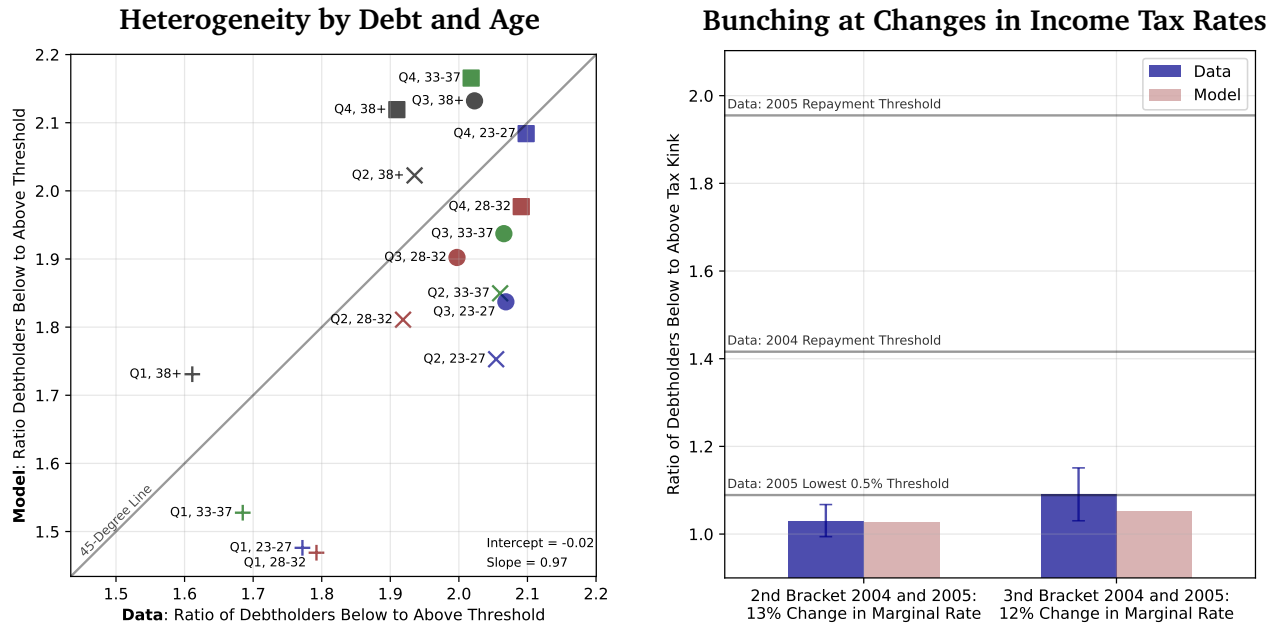 Heterogeneity by Debt and Age
2.2
2.1
2.0
1.9
1.8
1.7
1.6
1.5
Model: Ratio Debtholders Below to Above Threshold
Q4, 33-37
Q3, 38+
Q4, 38+
Q4, 23-27
Q2, 38+
Q4, 28-32
Q3, 33-37
Q3, 28-32
Q2, 33-37
Q3, 23-27
Q2, 28-32
Q2, 23-27
Q1, 38+
Q1, 33-37
Q1, 23-27
Q1, 28-32
45-Degree Line
Intercept = -0.02
Slope = 0.97
1.5 1.6 1.7 1.8 1.9 2.0 2.1 2.2
Data: Ratio of Debtholders Below to Above Threshold
Bunching at Changes in Income Tax Rates
2.0
1.8
1.6
1.4
1.2
1.0
Ratio of Debtholders Below to Above Tax Kink
Data
Model
Data: 2005 Repayment Threshold
Data: 2004 Repayment Threshold
Data: 2005 Lowest 0.5% Threshold
2nd Bracket 2004 and 2005:
13% Change in Marginal Rate
3nd Bracket 2004 and 2005:
12% Change in Marginal Rate